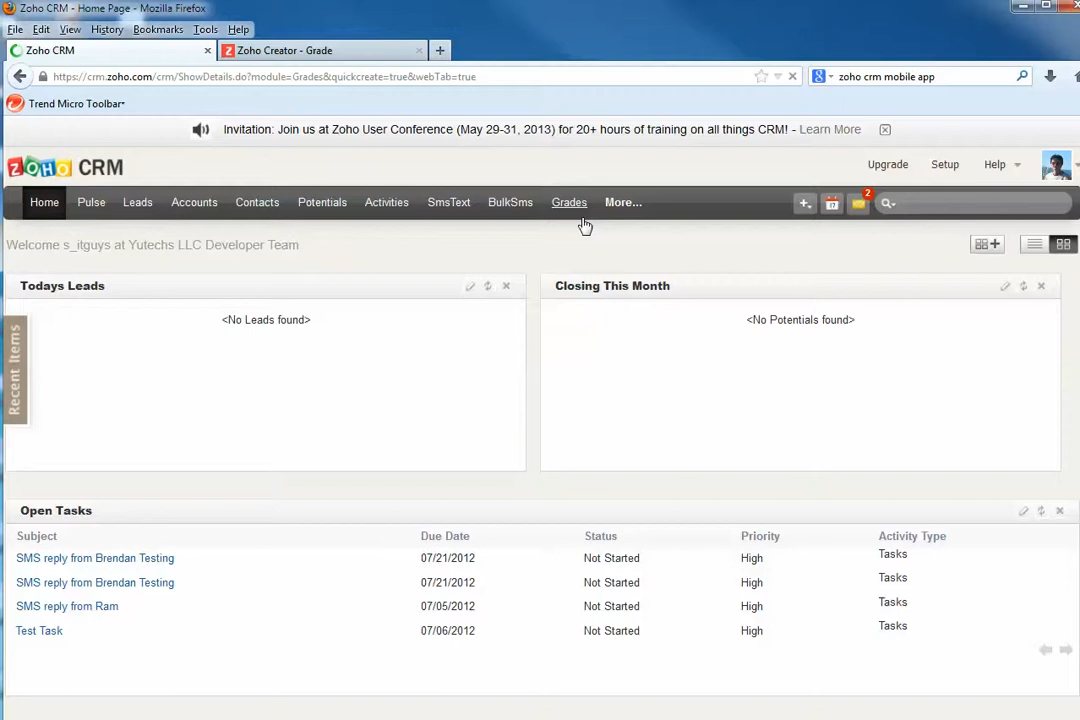 Zoho CRM - Home Page - Mozilla Firefox
File Edit View History Bookmarks Tools Help
Zoho CRM × Z Zoho Creator - Grade × +
https://crm.zoho.com/crm/ShowDetails.do?module=Grades&quickcreate=true&webTab=true zoho crm mobile app
Trend Micro Toolbar
Invitation: Join us at Zoho User Conference (May 29-31, 2013) for 20+ hours of training on all things CRM! - Learn More
ZOHO CRM Upgrade Setup Help
Home Pulse Leads Accounts Contacts Potentials Activities SmsText BulkSms Grades More... + 17 2
Welcome s_itguys at Yutechs LLC Developer Team
Todays Leads Closing This Month
<No Leads found> <No Potentials found>
Recent Items
Open Tasks
Subject Due Date Status Priority Activity Type
SMS reply from Brendan Testing 07/21/2012 Not Started High Tasks
SMS reply from Brendan Testing 07/21/2012 Not Started High Tasks
SMS reply from Ram 07/05/2012 Not Started High Tasks
Test Task 07/06/2012 Not Started High Tasks